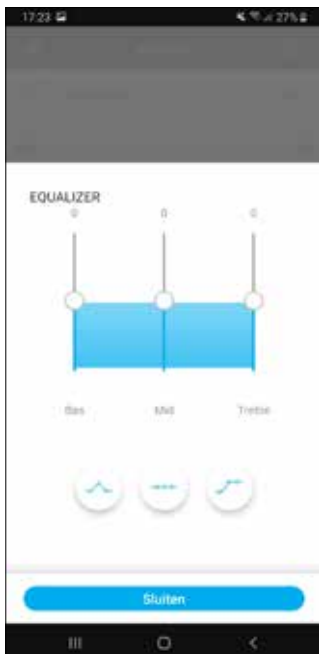 17:23 27%
EQUALIZER
0 0 0
Bas Mid Treble
Sluiten